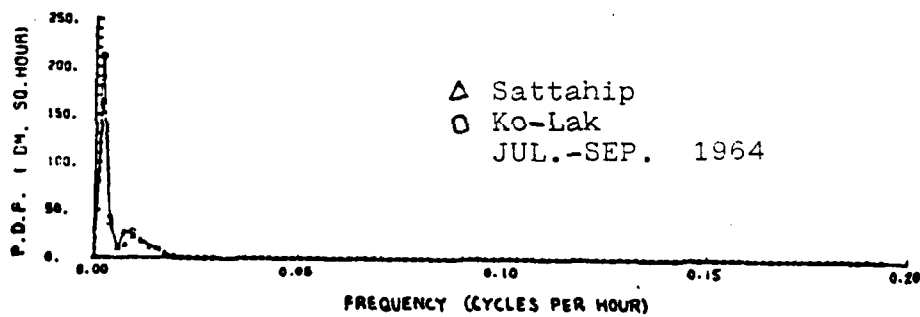 250.
200.
150.
100.
50.
0.
P.D.F. ( DM. SQ.HOUR)
△ Sattahip
O Ko-Lak
JUL.-SEP. 1964
0.00 0.05 0.10 0.15 0.20
FREQUENCY (CYCLES PER HOUR)